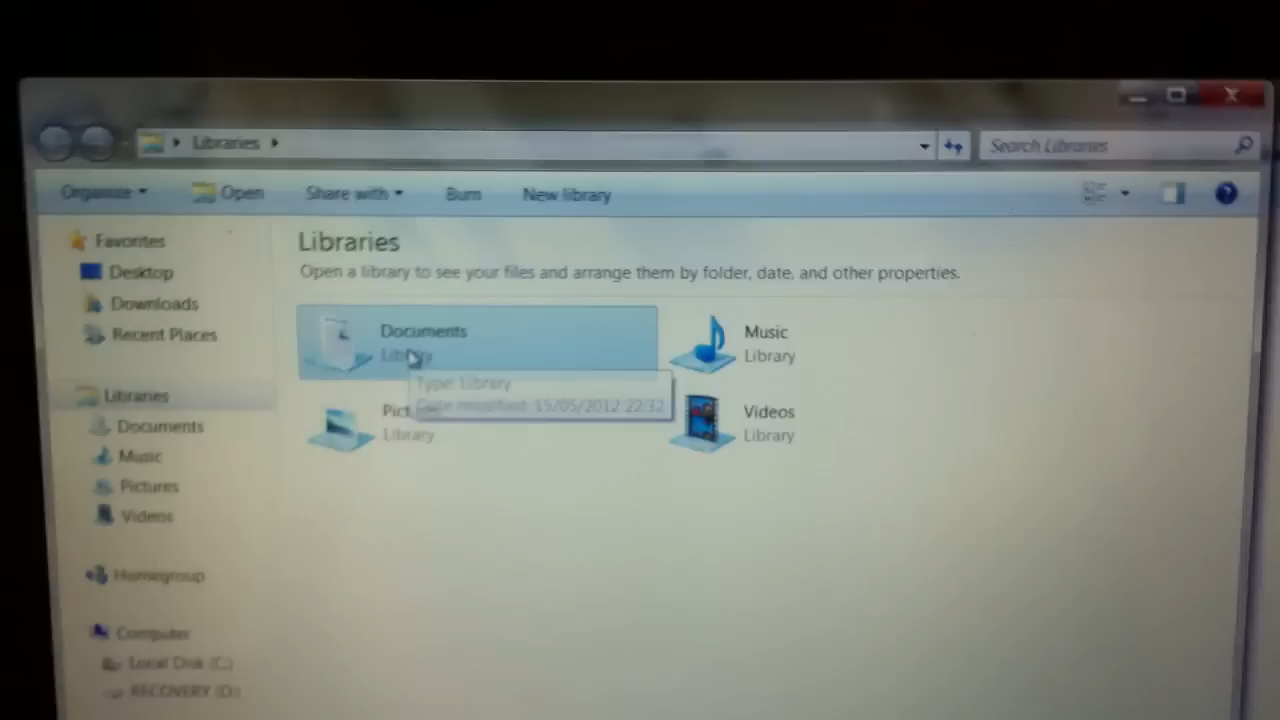 Libraries
Search Libraries
Organize
Open
Share with
Burn
New library
Favorites
Desktop
Downloads
Recent Places
Libraries
Documents
Music
Pictures
Videos
Homegroup
Computer
Local Disk (C:)
RECOVERY (D:)
Libraries
Open a library to see your files and arrange them by folder, date, and other properties.
Documents
Library
Music
Library
Type: Library
Date modified: 15/05/2012 22:32
Pict
Library
Videos
Library